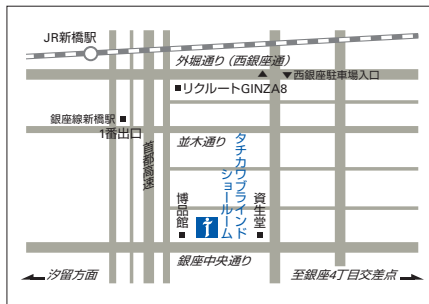 JR新橋駅
外堀通り(西銀座通)
西銀座駐車場入口
リクルートGINZA8
銀座線新橋駅
1番出口
首都高速
並木通り
タチカワブラインド
ショールーム
博品館
資生堂
銀座中央通り
汐留方面
至銀座4丁目交差点